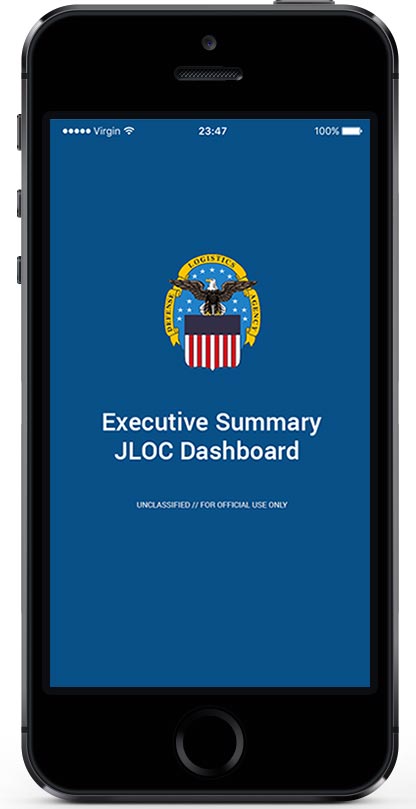 Virgin
23:47
100%
LOGISTICS
DEFENSE
AGENCY
Executive Summary
JLOC Dashboard
UNCLASSIFIED // FOR OFFICIAL USE ONLY